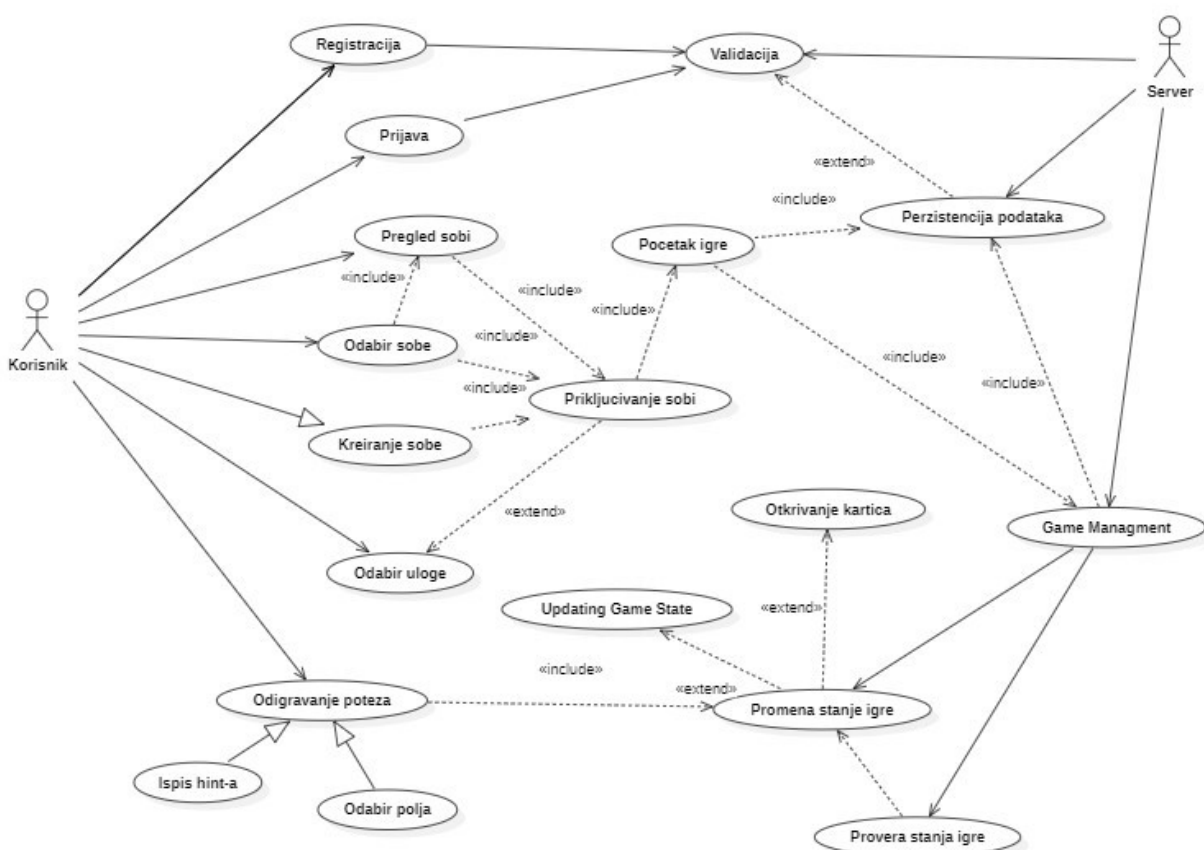 Registracija
Validacija
Server
Prijava
«extend»
«include»
Perzistencija podataka
Pregled sobi
Pocetak igre
«include»
«include»
«include»
Korisnik
Odabir sobe
«include»
«include»
«include»
«include»
Prikljucivanje sobi
«include»
Kreiranje sobe
«extend»
Otkrivanje kartica
Game Managment
Odabir uloge
Updating Game State
«extend»
«include»
«extend»
Odigravanje poteza
Promena stanje igre
Ispis hint-a
Odabir polja
Provera stanja igre